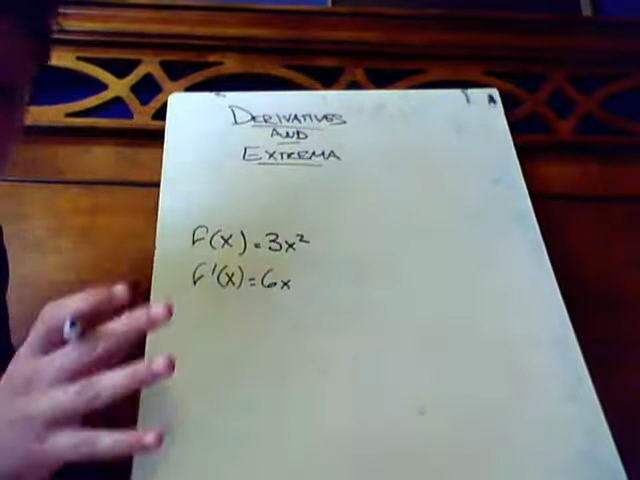 DERIVATIVES
AND
EXTREMA
F(x)=3x²
F'(x)=6x